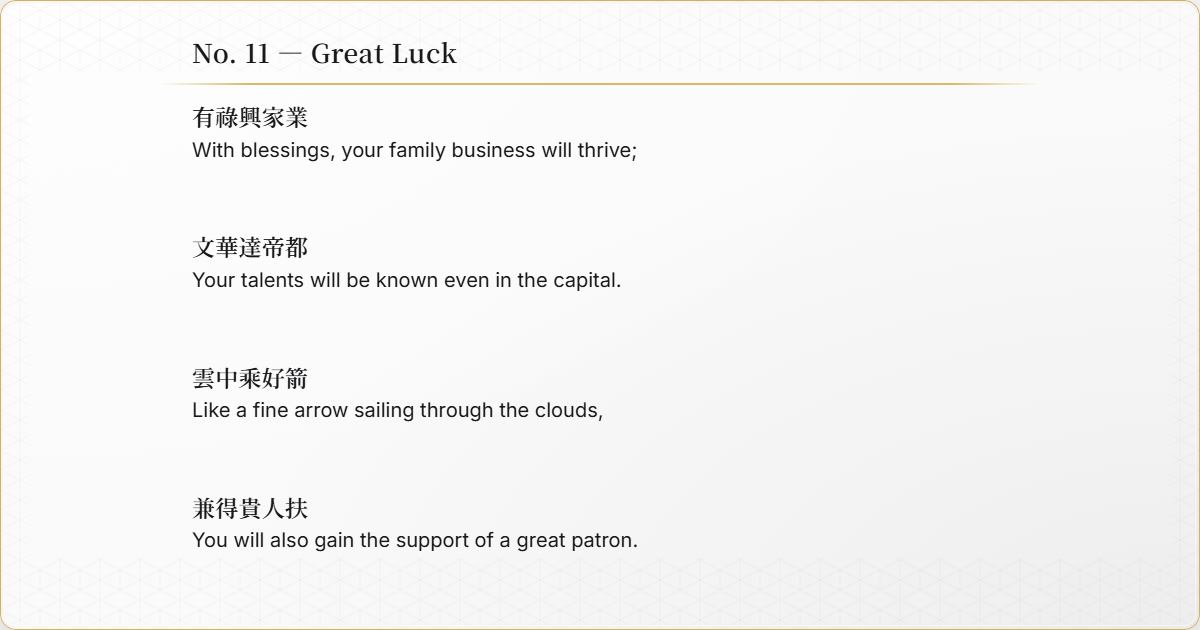 No. 11 — Great Luck
有祿興家業
With blessings, your family business will thrive;
文華達帝都
Your talents will be known even in the capital.
雲中乘好箭
Like a fine arrow sailing through the clouds,
兼得貴人扶
You will also gain the support of a great patron.